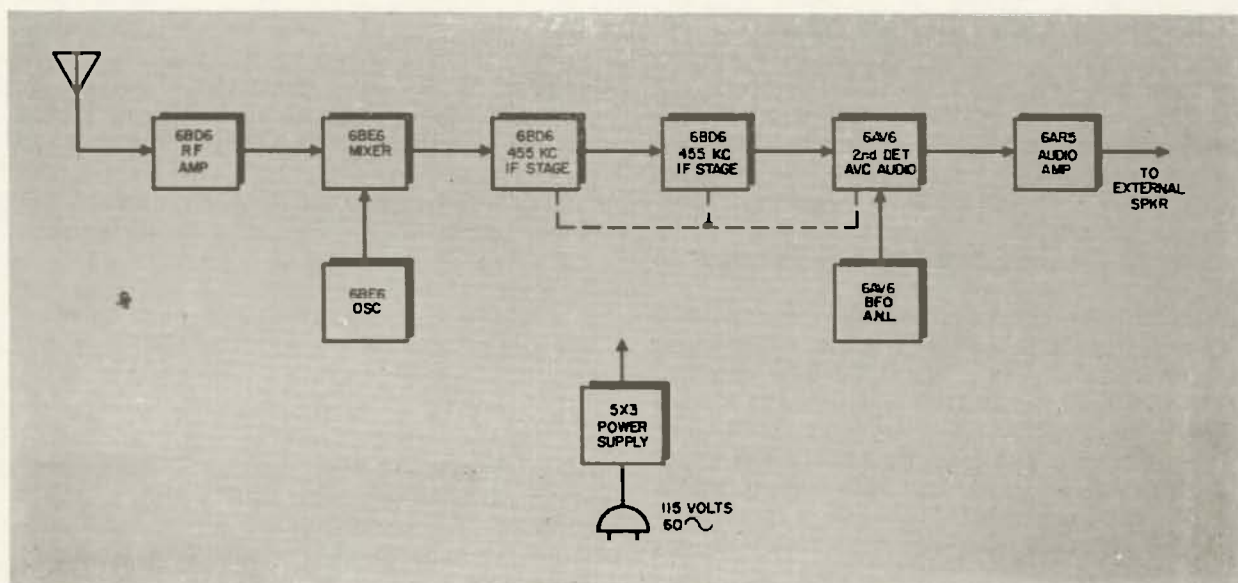 6BD6
RF
AMP
6BE6
MIXER
6BD6
455 KC
IF STAGE
6BD6
455 KC
IF STAGE
6AV6
2nd DET
AVC AUDIO
6AR5
AUDIO
AMP
TO
EXTERNAL
SPKR
6BE6
OSC
6AV6
BFO
A.N.L.
5X3
POWER
SUPPLY
115 VOLTS
60~